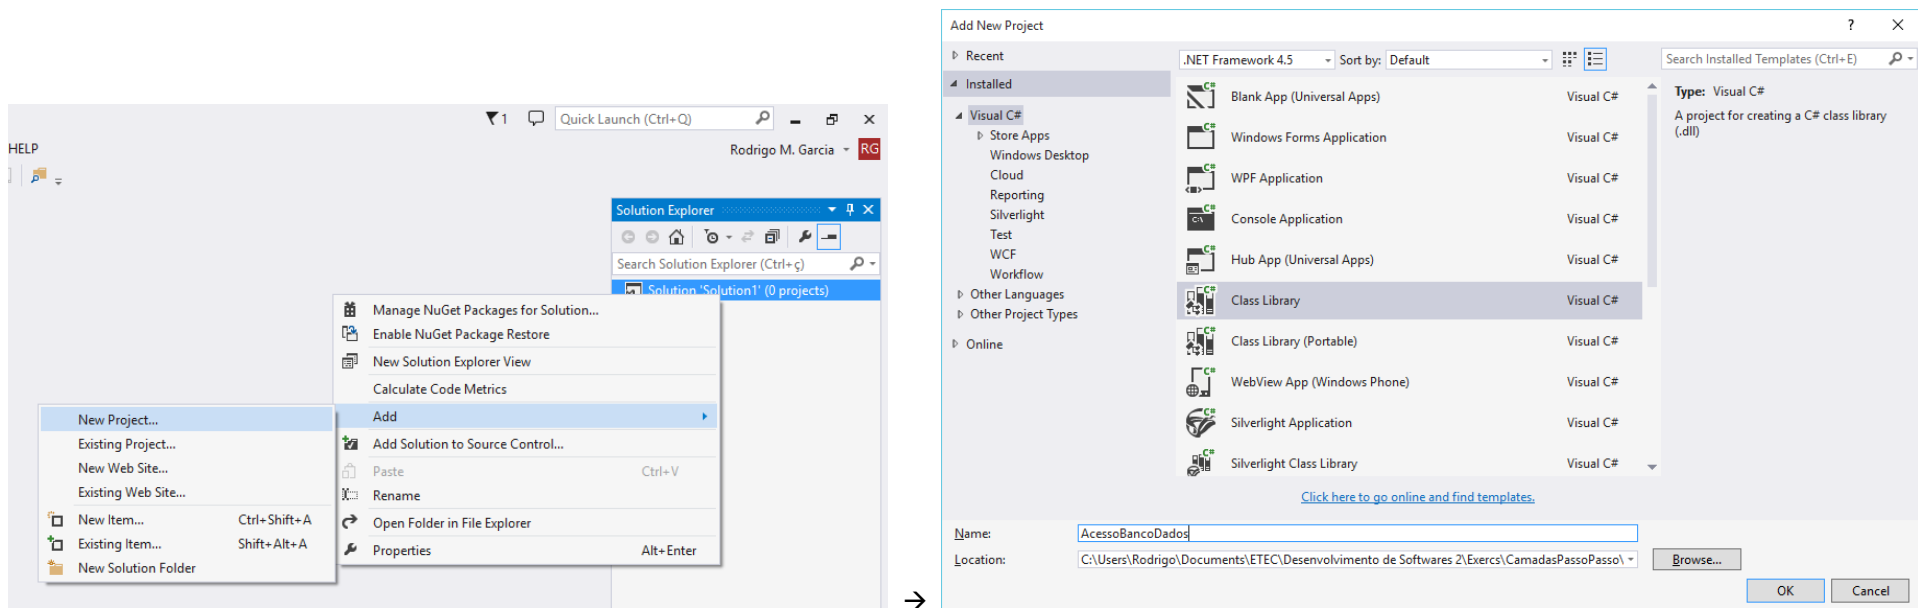 1
Quick Launch (Ctrl+Q)
HELP
Rodrigo M. Garcia
RG
Solution Explorer
Search Solution Explorer (Ctrl+ç)
Solution 'Solution1' (0 projects)
Manage NuGet Packages for Solution...
Enable NuGet Package Restore
New Solution Explorer View
Calculate Code Metrics
Add
Add Solution to Source Control...
Paste Ctrl+V
Rename
Open Folder in File Explorer
Properties Alt+Enter
New Project...
Existing Project...
New Web Site...
Existing Web Site...
New Item... Ctrl+Shift+A
Existing Item... Shift+Alt+A
New Solution Folder
→
Add New Project
? 
Recent
Installed
Visual C#
Store Apps
Windows Desktop
Cloud
Reporting
Silverlight
Test
WCF
Workflow
Other Languages
Other Project Types
Online
.NET Framework 4.5
Sort by: Default
Blank App (Universal Apps) Visual C#
Windows Forms Application Visual C#
WPF Application Visual C#
Console Application Visual C#
Hub App (Universal Apps) Visual C#
Class Library Visual C#
Class Library (Portable) Visual C#
WebView App (Windows Phone) Visual C#
Silverlight Application Visual C#
Silverlight Class Library Visual C#
Click here to go online and find templates.
Search Installed Templates (Ctrl+E)
Type: Visual C#
A project for creating a C# class library
(.dll)
Name: AcessoBancoDados
Location: C:\Users\Rodrigo\Documents\ETEC\Desenvolvimento de Softwares 2\Exercs\CamadasPassoPasso\
Browse...
OK
Cancel